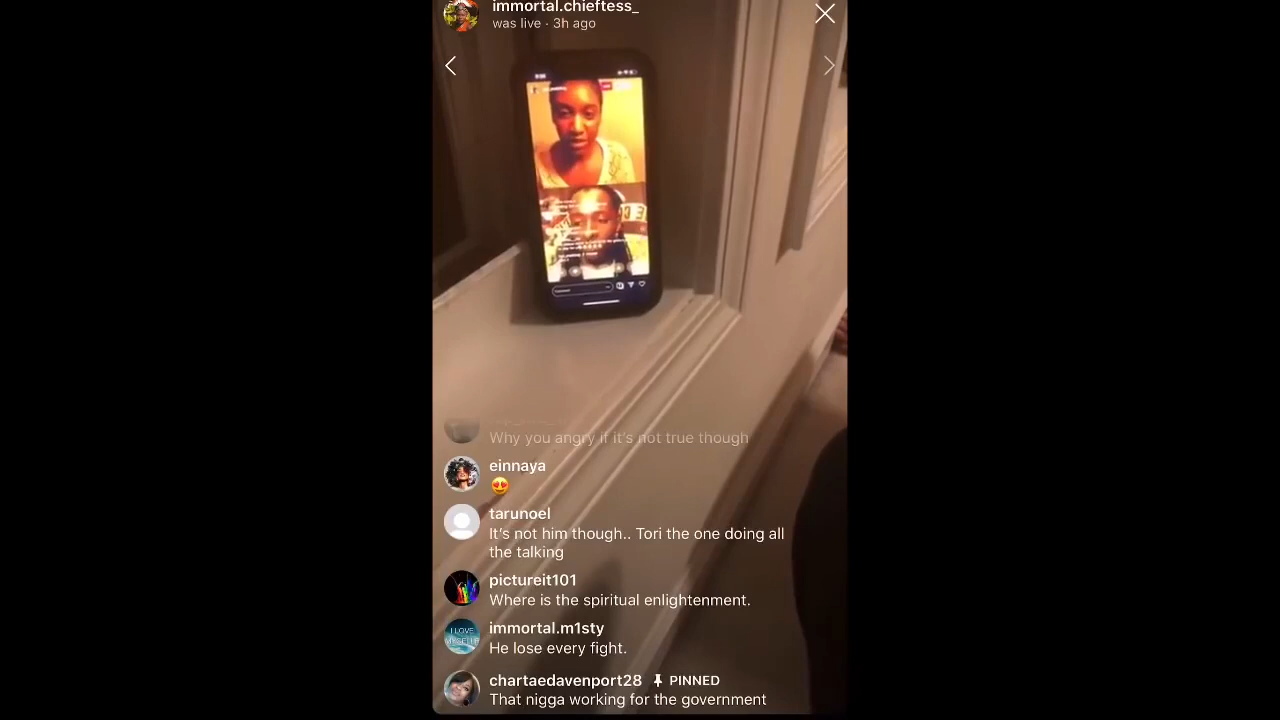 immortal.chieftess_
was live · 3h ago
Why you angry if it's not true though
einnaya
😍
tarunoel
It's not him though.. Tori the one doing all
the talking
pictureit101
Where is the spiritual enlightenment.
I LOVE
MYSELF
immortal.m1sty
He lose every fight.
chartaedavenport28 PINNED
That nigga working for the government